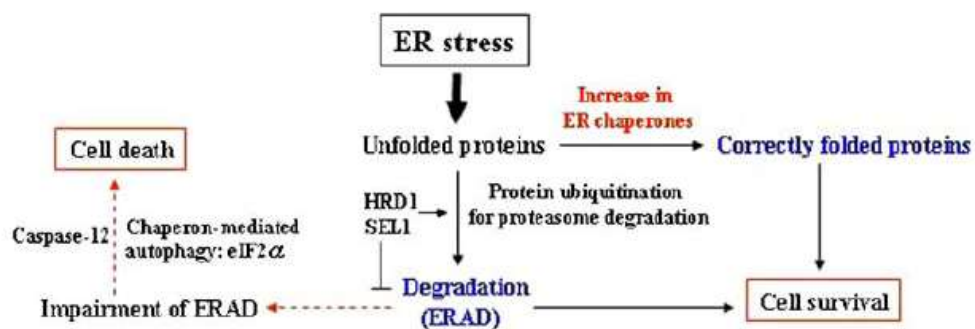 ER stress
Increase in
ER chaperones
Unfolded proteins
Correctly folded proteins
Cell death
HRD1
SEL1
Protein ubiquitination
for proteasome degradation
Caspase-12
Chaperon-mediated
autophagy: eIF2α
Impairment of ERAD
Degradation
(ERAD)
Cell survival